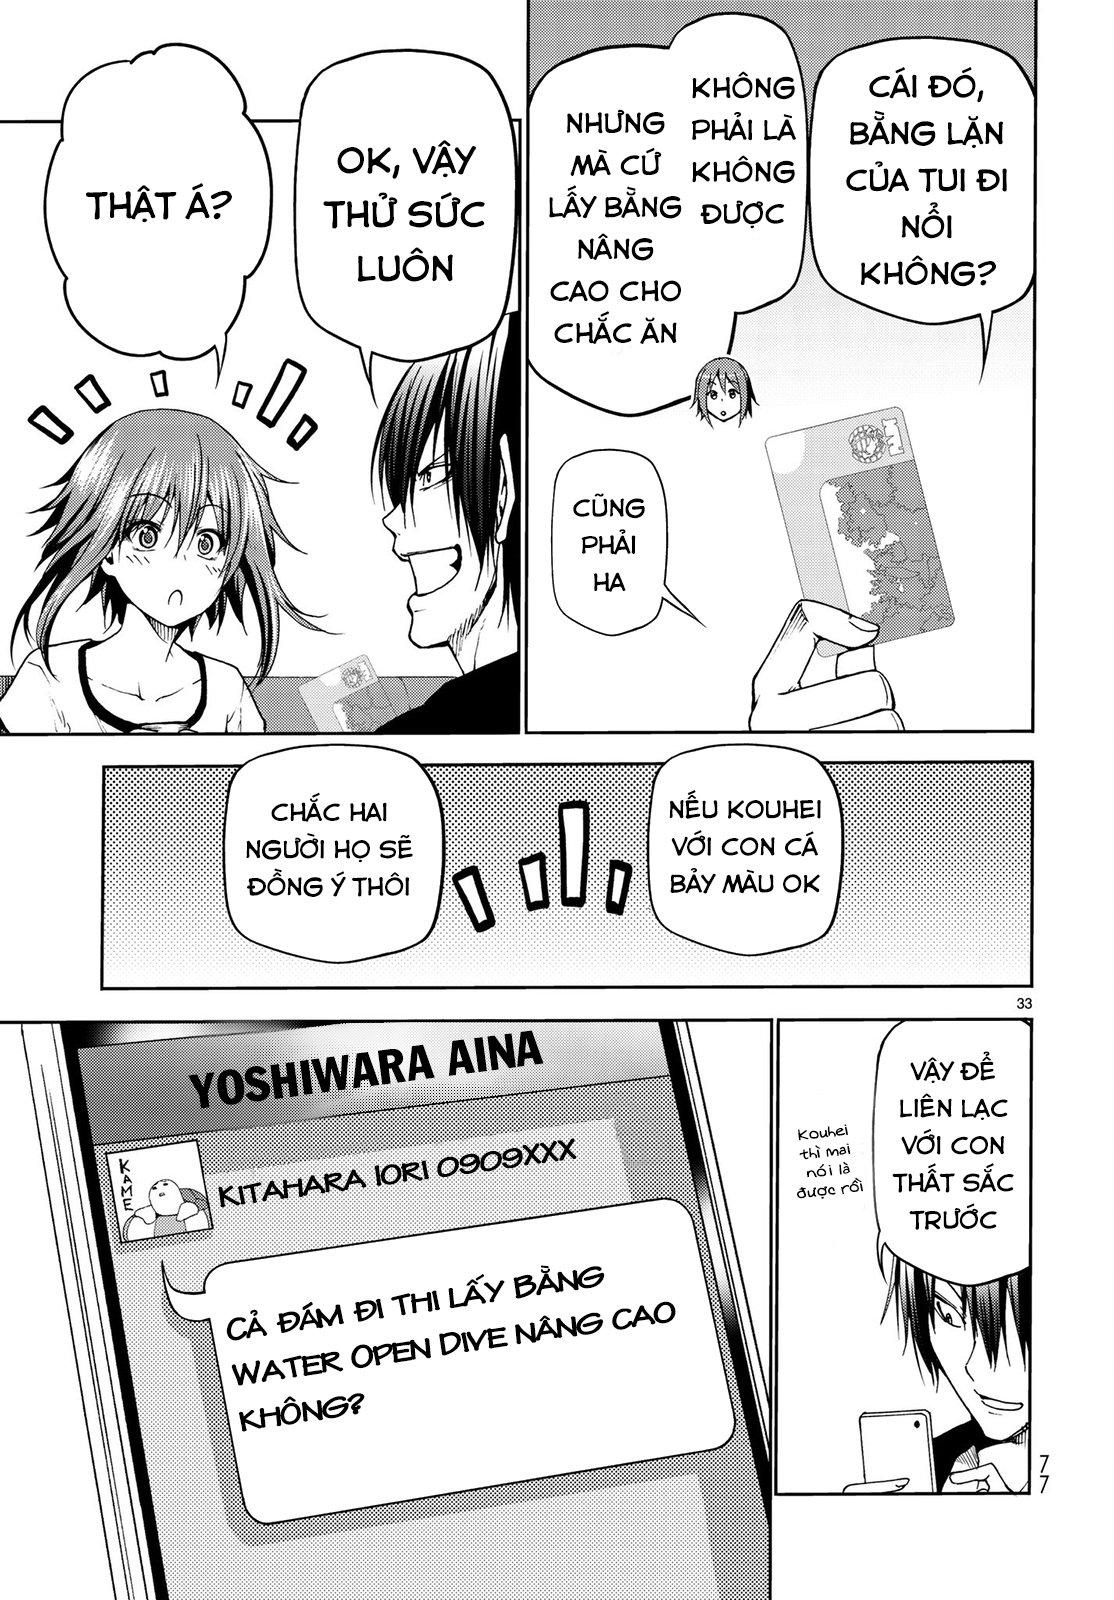 CÁI ĐÓ,
BẰNG LẶN
CỦA TUI ĐI
NỔI
KHÔNG?
KHÔNG
PHẢI LÀ
KHÔNG
ĐƯỢC
NHƯNG
MÀ CỨ
LẤY BẰNG
NÂNG
CAO CHO
CHẮC ĂN
CŨNG
PHẢI
HA
OK, VẬY
THỬ SỨC
LUÔN
THẬT Á?
NẾU KOUHEI
VỚI CON CÁ
BẢY MÀU OK
CHẮC HAI
NGƯỜI HỌ SẼ
ĐỒNG Ý THÔI
33
VẬY ĐỂ
LIÊN LẠC
VỚI CON
THẤT SẮC
TRƯỚC
Kouhei
thì mai
nói là
được rồi
YOSHIWARA AINA
KAME
KITAHARA IORI 0909XXX
CẢ ĐÁM ĐI THI LẤY BẰNG
WATER OPEN DIVE NÂNG CAO
KHÔNG?
77